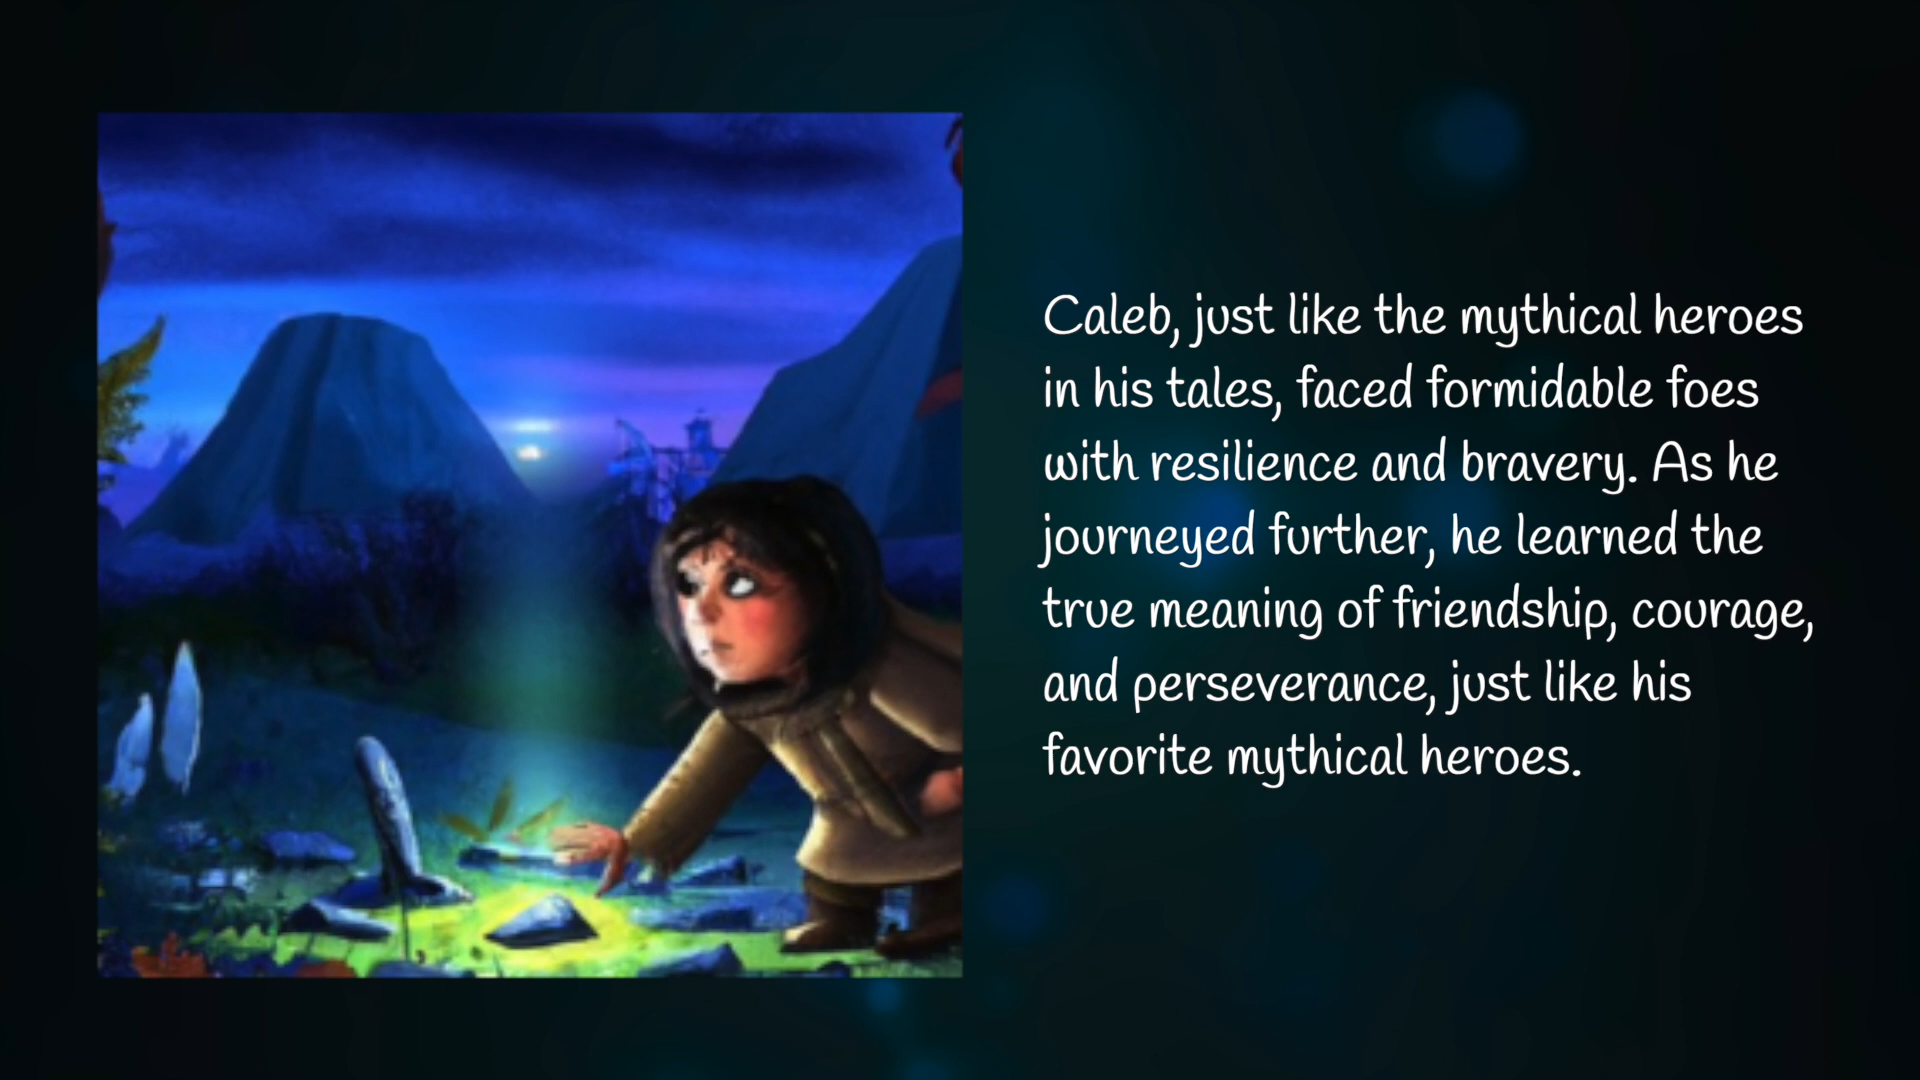 Caleb, just like the mythical heroes
in his tales, faced formidable foes
with resilience and bravery. As he
journeyed further, he learned the
true meaning of friendship, courage,
and perseverance, just like his
favorite mythical heroes.